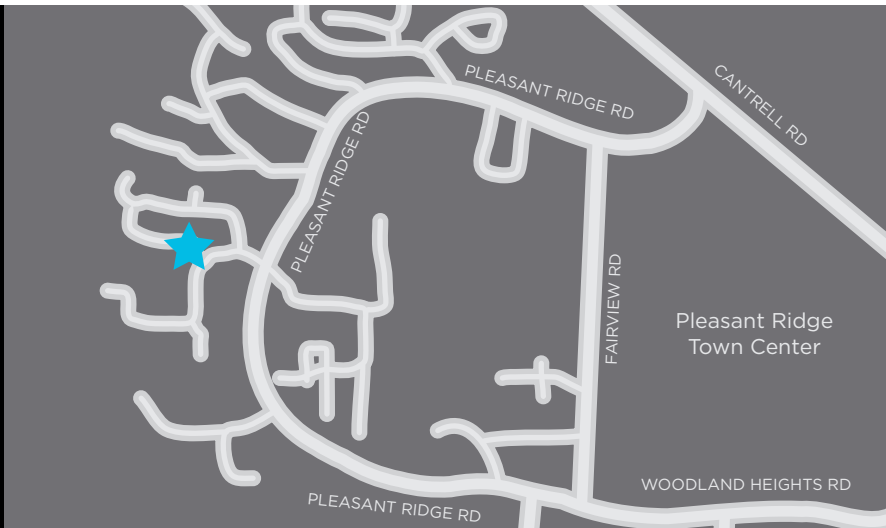 PLEASANT RIDGE RD
CANTRELL RD
PLEASANT RIDGE RD
FAIRVIEW RD
Pleasant Ridge
Town Center
WOODLAND HEIGHTS RD
PLEASANT RIDGE RD